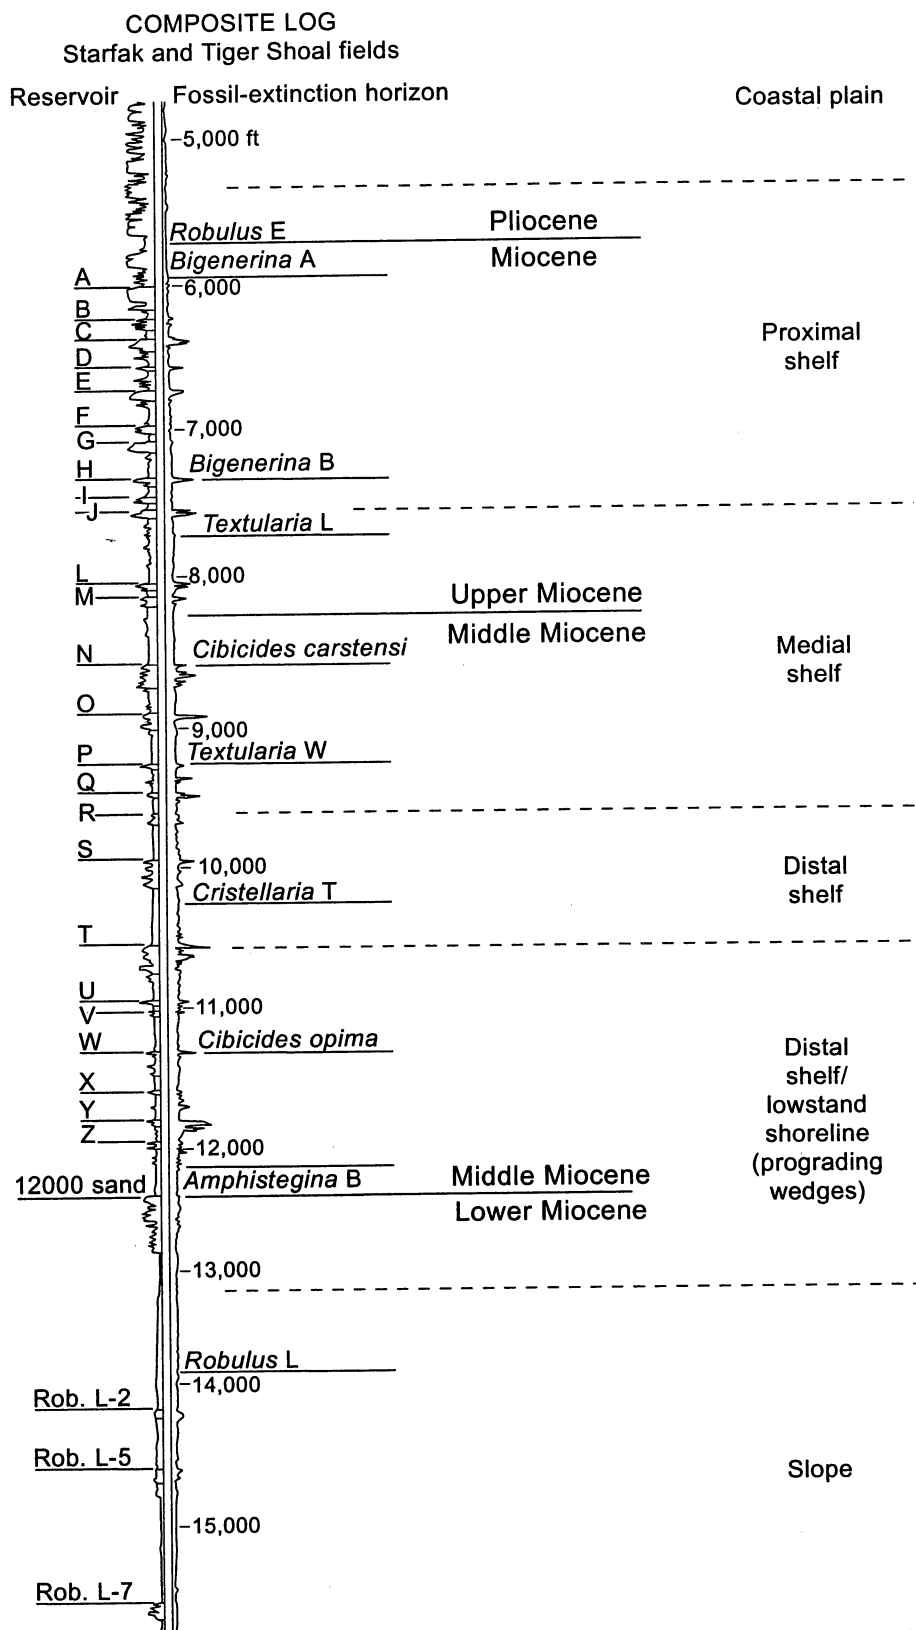 COMPOSITE LOG
Starfak and Tiger Shoal fields
Reservoir
Fossil-extinction horizon
Coastal plain
–5,000 ft
Robulus E
Pliocene
Bigenerina A
Miocene
A
–6,000
B
C
Proximal
shelf
D
E
F
–7,000
G
Bigenerina B
H
I
J
Textularia L
L
–8,000
M
Upper Miocene
Middle Miocene
N
Cibicides carstensi
Medial
shelf
O
–9,000
P
Textularia W
Q
R
S
–10,000
Distal
shelf
Cristellaria T
T
U
–11,000
V
W
Cibicides opima
Distal
shelf/
lowstand
shoreline
(prograding
wedges)
X
Y
Z
–12,000
12000 sand
Amphistegina B
Middle Miocene
Lower Miocene
–13,000
Robulus L
–14,000
Rob. L-2
Rob. L-5
Slope
–15,000
Rob. L-7